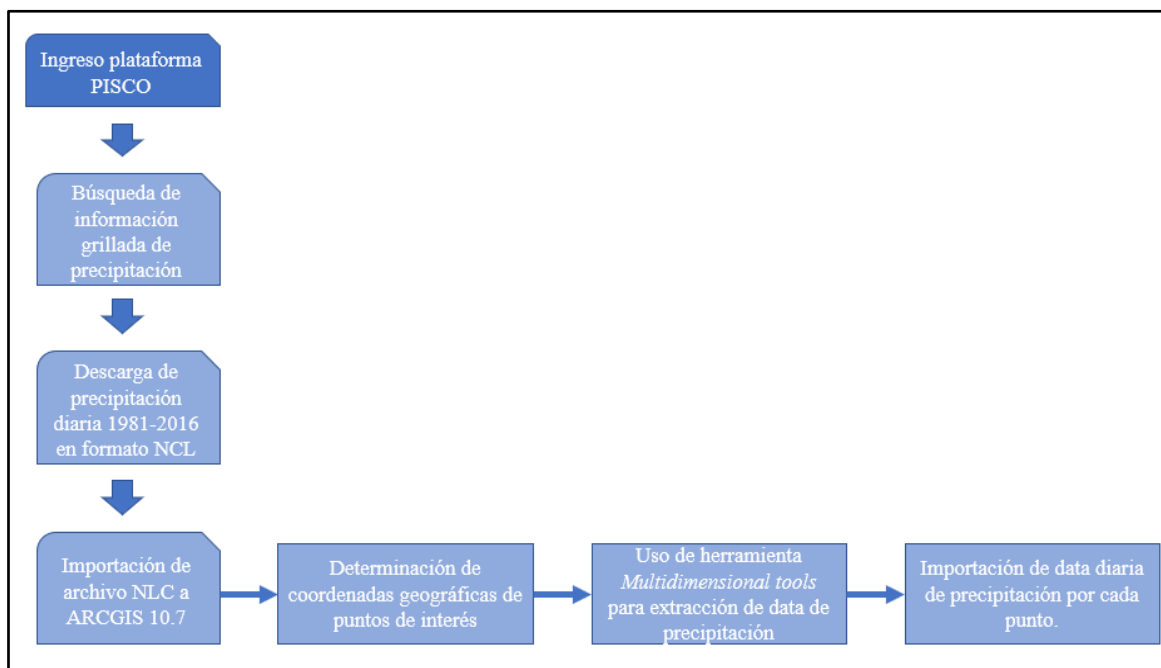 Ingreso plataforma
PISCO
Búsqueda de
información
grillada de
precipitación
Descarga de
precipitación
diaria 1981-2016
en formato NCL
Importación de
archivo NLC a
ARCGIS 10.7
Determinación de
coordenadas geográficas de
puntos de interés
Uso de herramienta
Multidimensional tools
para extracción de data de
precipitación
Importación de data diaria
de precipitación por cada
punto.